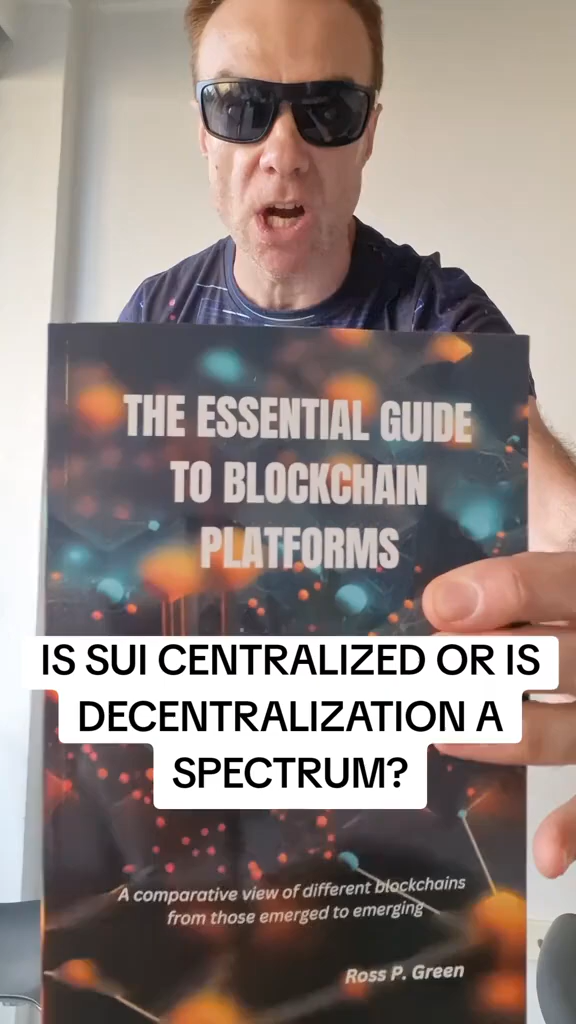 THE ESSENTIAL GUIDE
TO BLOCKCHAIN
PLATFORMS
IS SUI CENTRALIZED OR IS
DECENTRALIZATION A
SPECTRUM?
A comparative view of different blockchains
from those emerged to emerging
Ross P. Green